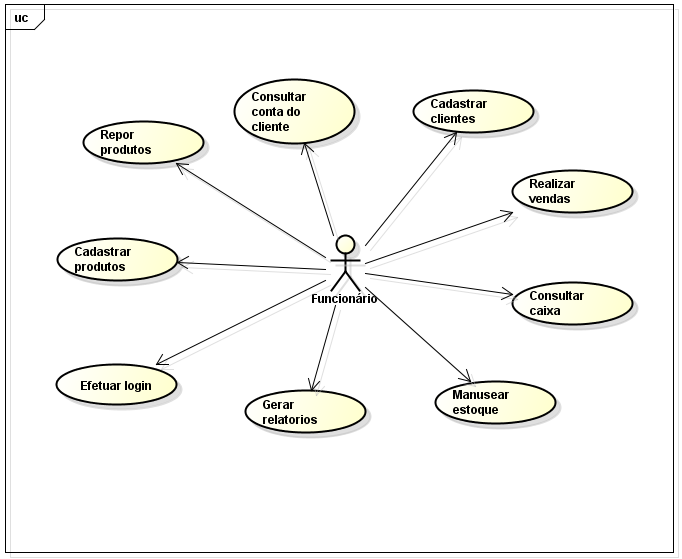 uc
Consultar
conta do
cliente
Cadastrar
clientes
Repor
produtos
Realizar
vendas
Cadastrar
produtos
Funcionário
Consultar
caixa
Efetuar login
Gerar
relatorios
Manusear
estoque